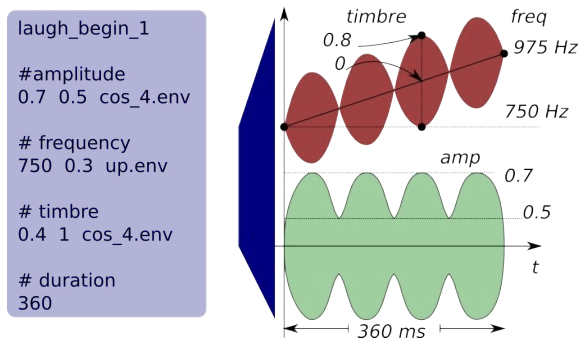 laugh_begin_1
#amplitude
0.7  0.5  cos_4.env
# frequency
750  0.3  up.env
# timbre
0.4  1  cos_4.env
# duration
360
timbre
freq
0.8
975 Hz
0
750 Hz
amp
0.7
0.5
t
360 ms